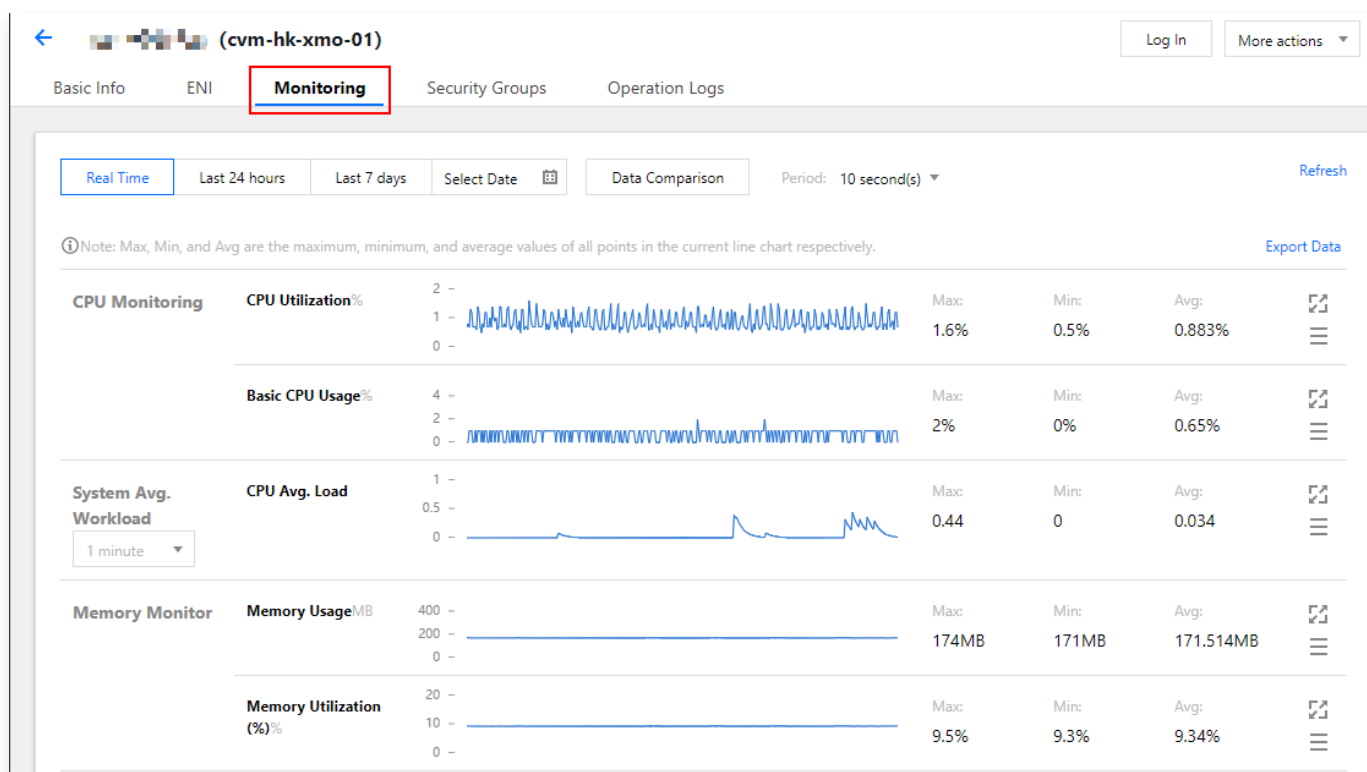 (cvm-hk-xmo-01)
Log In
More actions
Basic Info
ENI
Monitoring
Security Groups
Operation Logs
Real Time
Last 24 hours
Last 7 days
Select Date
Data Comparison
Period: 10 second(s)
Refresh
Note: Max, Min, and Avg are the maximum, minimum, and average values of all points in the current line chart respectively.
Export Data
CPU Monitoring
CPU Utilization%
2
1
0
Max:
1.6%
Min:
0.5%
Avg:
0.883%
Basic CPU Usage%
4
2
0
Max:
2%
Min:
0%
Avg:
0.65%
System Avg.
Workload
1 minute
CPU Avg. Load
1
0.5
0
Max:
0.44
Min:
0
Avg:
0.034
Memory Monitor
Memory UsageMB
400
200
0
Max:
174MB
Min:
171MB
Avg:
171.514MB
Memory Utilization
(%)%
20
10
0
Max:
9.5%
Min:
9.3%
Avg:
9.34%